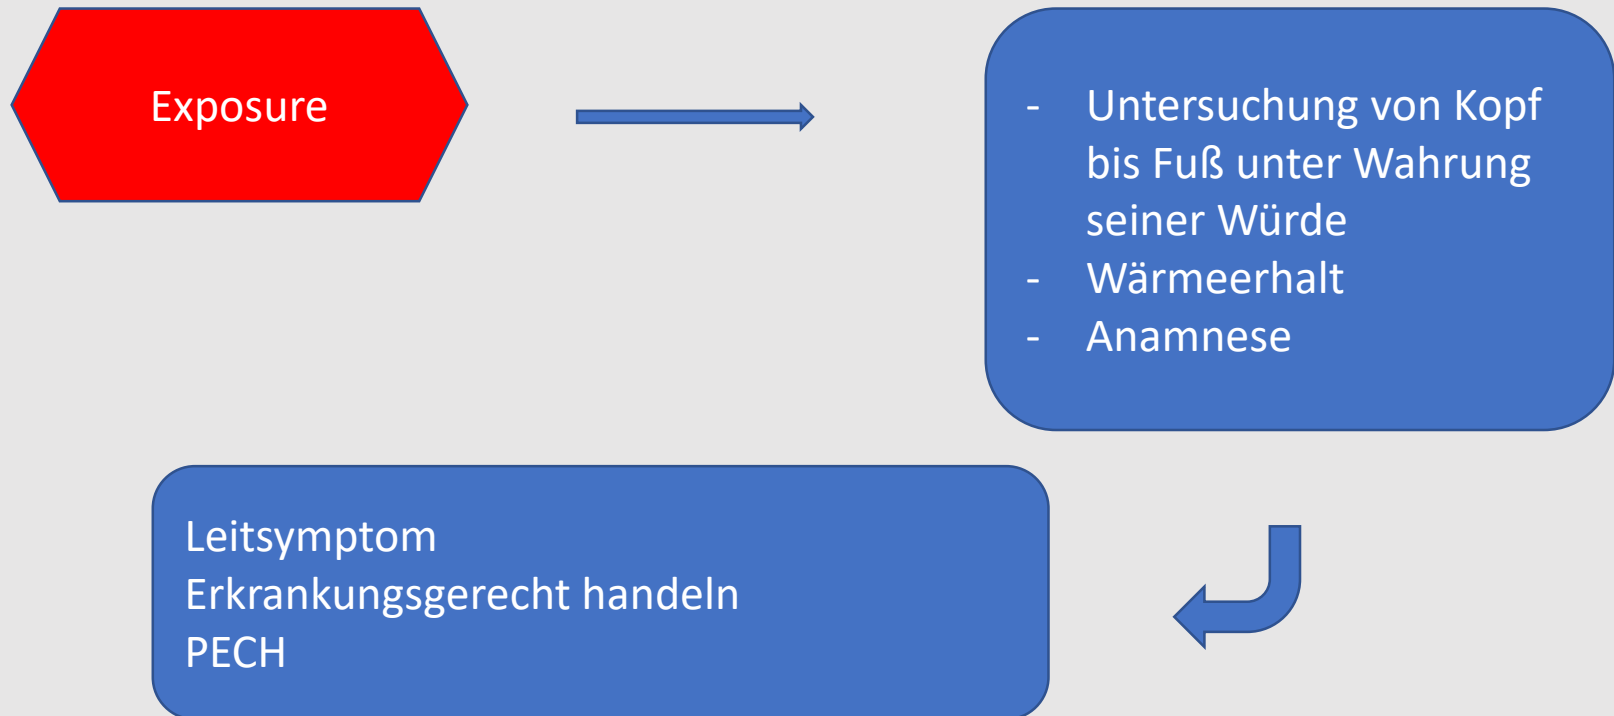 Exposure
- Untersuchung von Kopf
bis Fuß unter Wahrung
seiner Würde
- Wärmeerhalt
- Anamnese
Leitsymptom
Erkrankungsgerecht handeln
PECH